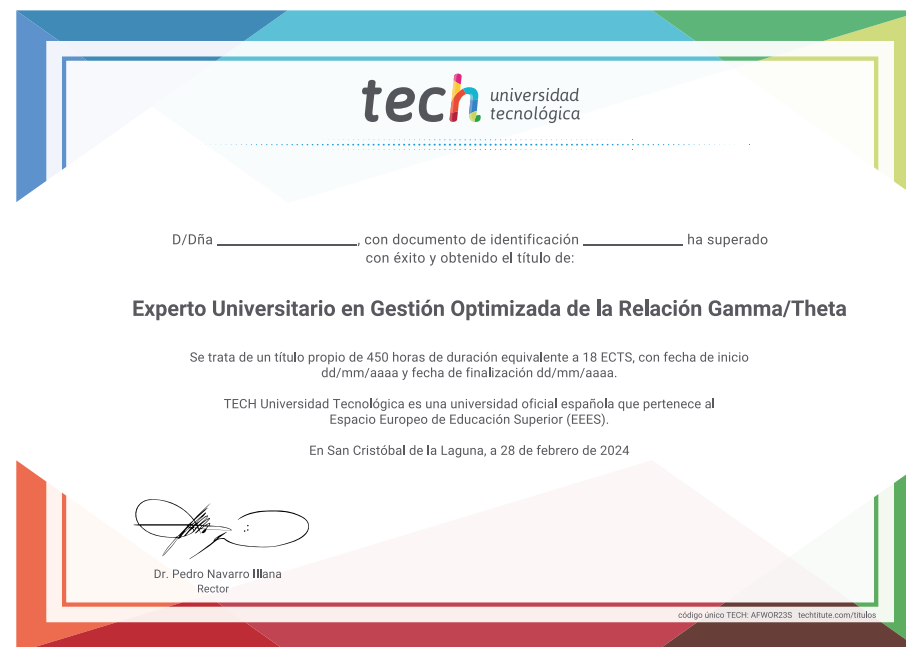 tech universidad
tecnológica
D/Dña ____________________, con documento de identificación ______________ ha superado
con éxito y obtenido el título de:
Experto Universitario en Gestión Optimizada de la Relación Gamma/Theta
Se trata de un título propio de 450 horas de duración equivalente a 18 ECTS, con fecha de inicio
dd/mm/aaaa y fecha de finalización dd/mm/aaaa.
TECH Universidad Tecnológica es una universidad oficial española que pertenece al
Espacio Europeo de Educación Superior (EEES).
En San Cristóbal de la Laguna, a 28 de febrero de 2024
Dr. Pedro Navarro Illana
Rector
código único TECH: AFWOR23S techtitute.com/titulos